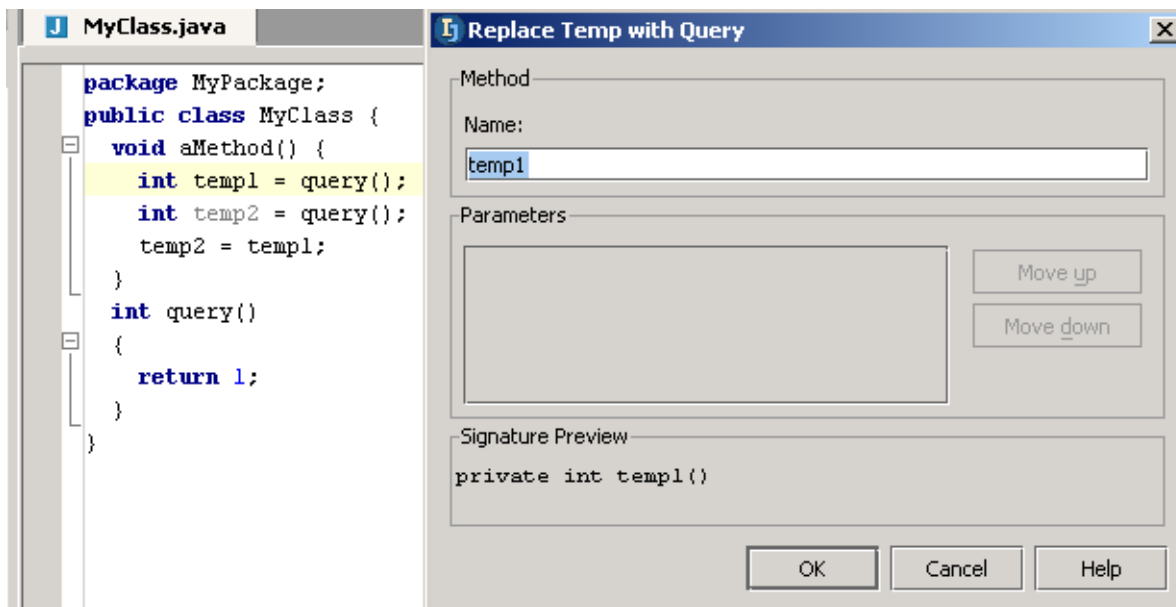 MyClass.java
package MyPackage;
public class MyClass {
void aMethod() {
int temp1 = query();
int temp2 = query();
temp2 = temp1;
}
int query()
{
return 1;
}
}
Replace Temp with Query
Method
Name:
temp1
Parameters
Move up
Move down
Signature Preview
private int temp1()
OK
Cancel
Help